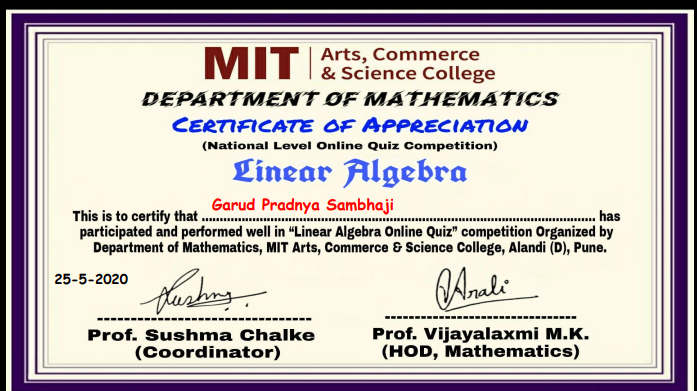 MIT Arts, Commerce
& Science College
DEPARTMENT OF MATHEMATICS
CERTIFICATE OF APPRECIATION
(National Level Online Quiz Competition)
Linear Algebra
Garud Pradnya Sambhaji
This is to certify that ........................................................................................................ has
participated and performed well in “Linear Algebra Online Quiz” competition Organized by
Department of Mathematics, MIT Arts, Commerce & Science College, Alandi (D), Pune.
25-5-2020
Prof. Sushma Chalke
(Coordinator)
Prof. Vijayalaxmi M.K.
(HOD, Mathematics)